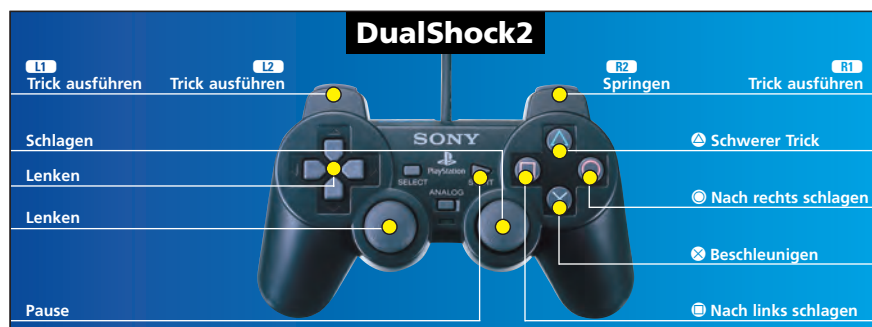 DualShock2
L1 L2 R2 R1
Trick ausführen Trick ausführen Springen Trick ausführen
Schlagen
SONY
Schwerer Trick
PlayStation
Lenken
SELECT START
ANALOG
Nach rechts schlagen
Lenken
Beschleunigen
Pause
Nach links schlagen